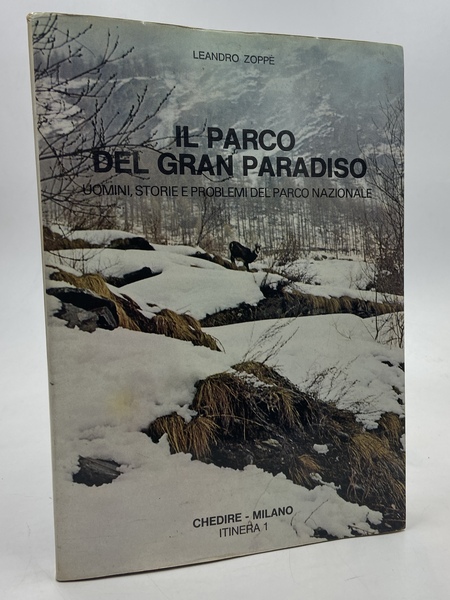 LEANDRO ZOPPÈ
IL PARCO
DEL GRAN PARADISO
UOMINI, STORIE E PROBLEMI DEL PARCO NAZIONALE
CHEDIRE - MILANO
ITINERA 1